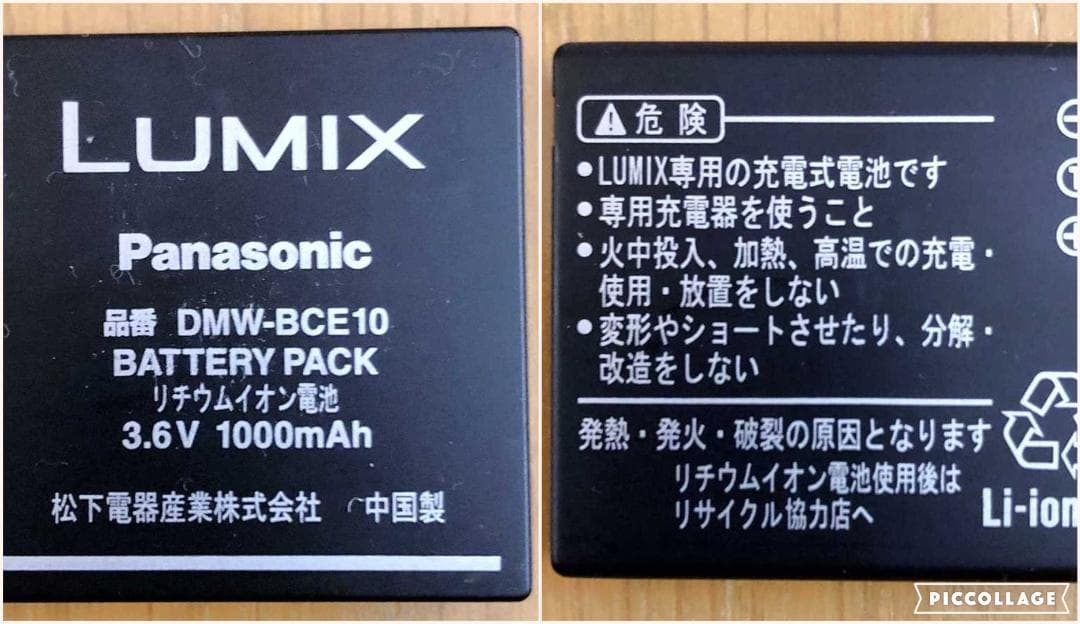 LUMIX
Panasonic
品番 DMW-BCE10
BATTERY PACK
リチウムイオン電池
3.6V 1000mAh
松下電器産業株式会社 中国製
危険
●LUMIX専用の充電式電池です
●専用充電器を使うこと
●火中投入、加熱、高温での充電・
使用・放置をしない
●変形やショートさせたり、分解・
改造をしない
発熱・発火・破裂の原因となります
リチウムイオン電池使用後は
リサイクル協力店へ
⊖
T
⊕
Li-ion
PICCOLLAGE